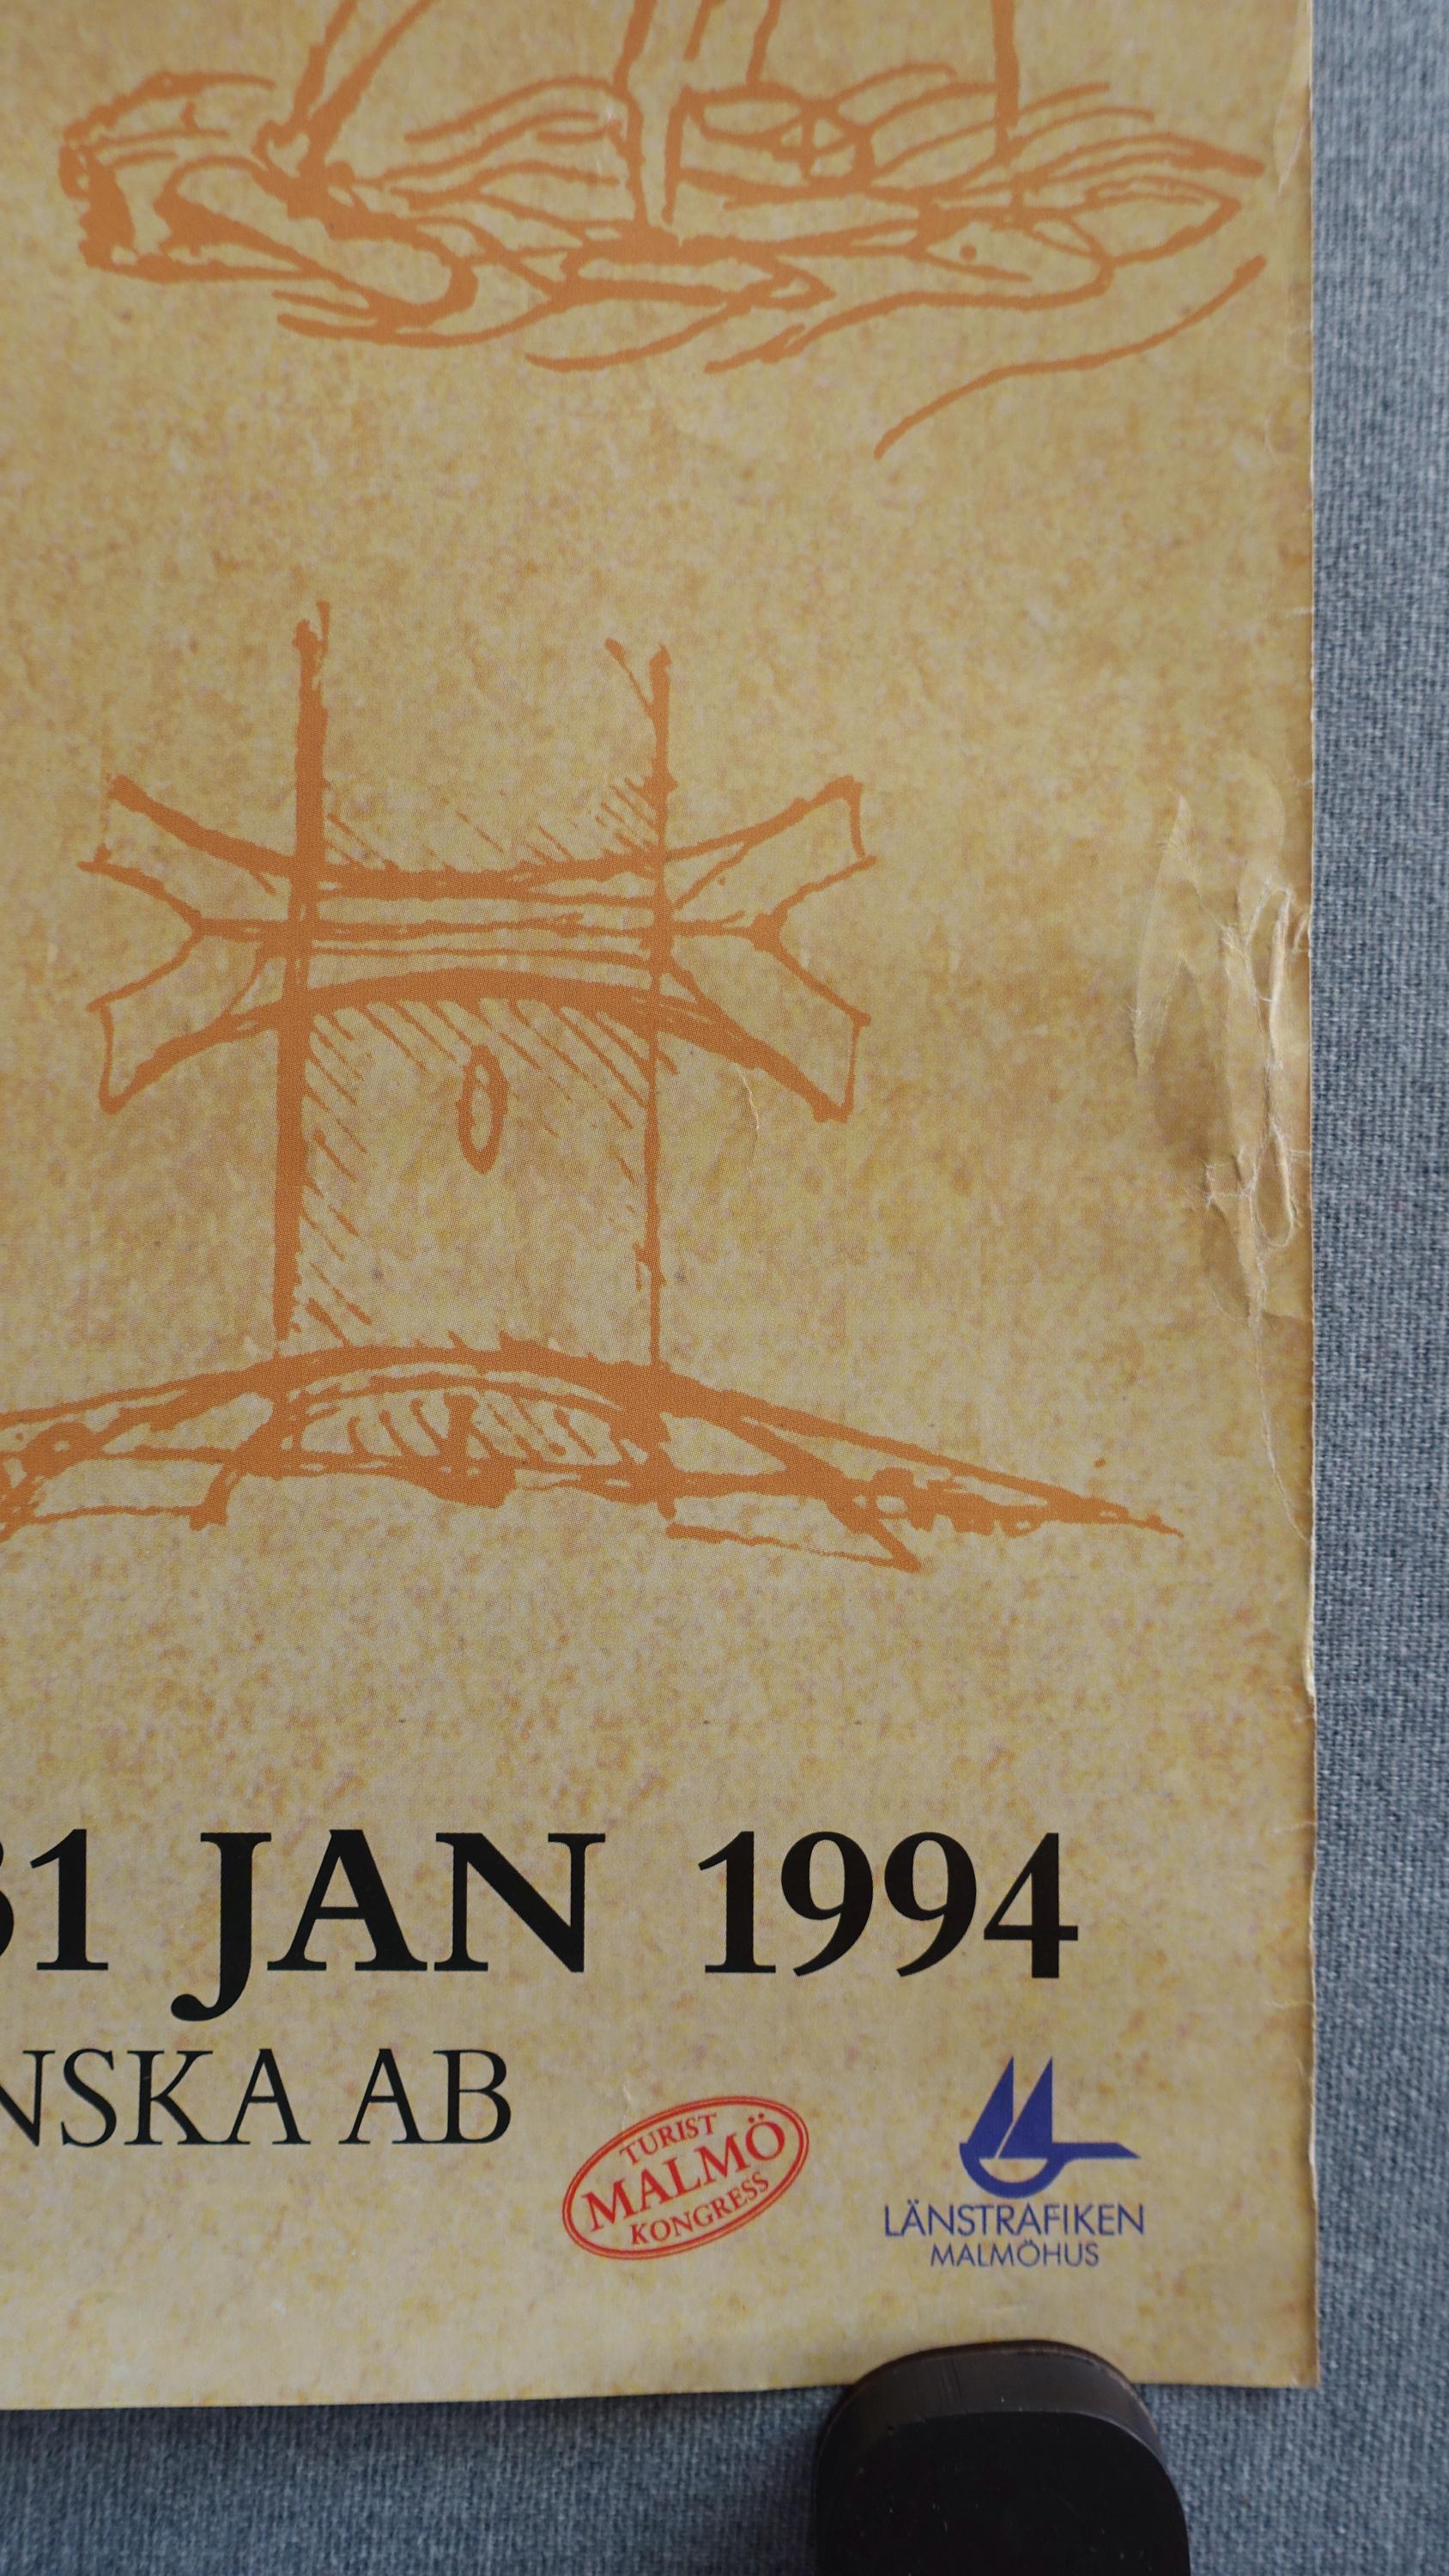 31 JAN 1994
NSKA AB
TURIST
MALMÖ
KONGRESS
LÄNSTRAFIKEN
MALMÖHUS